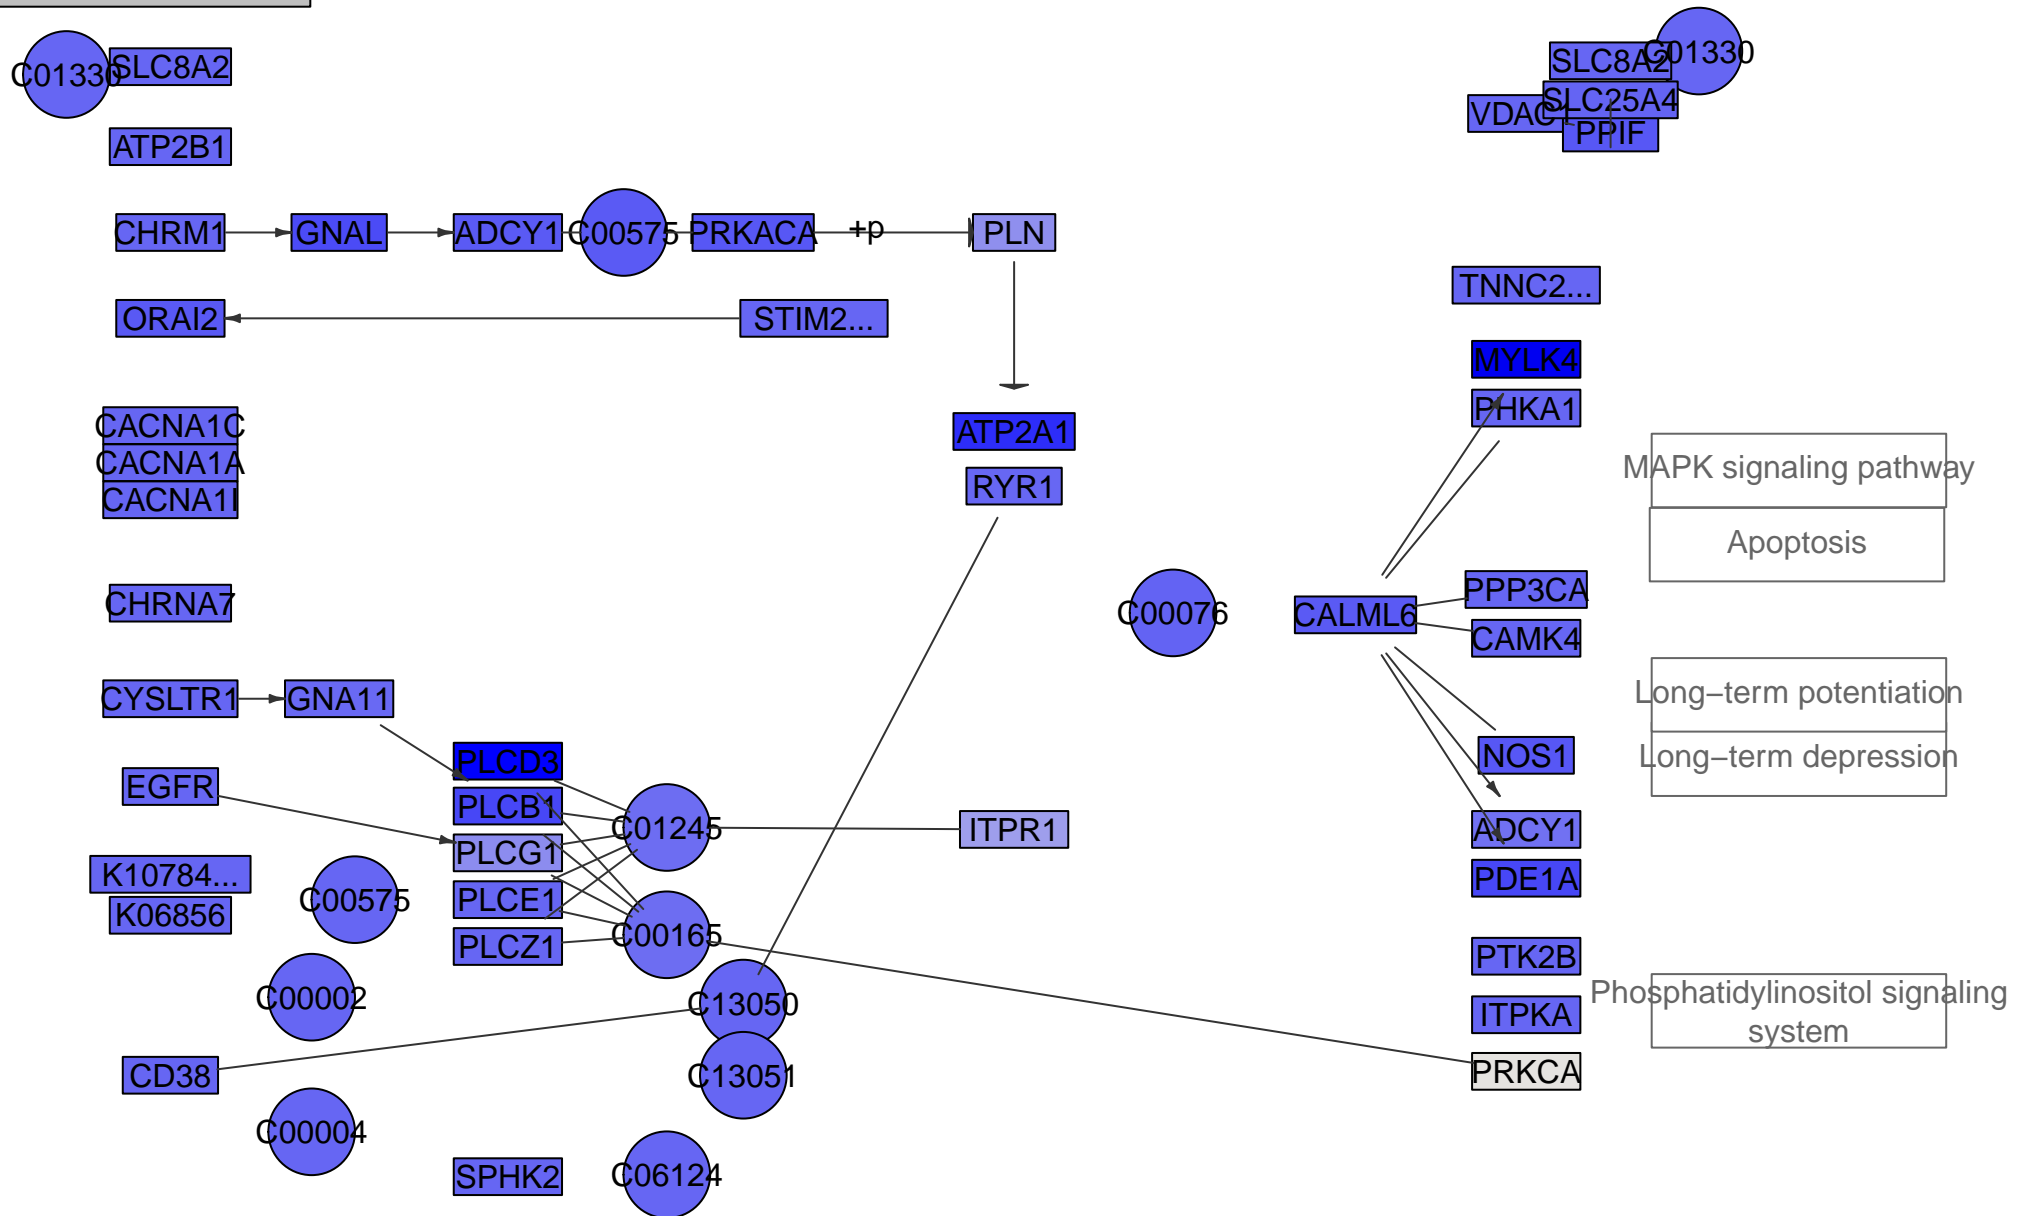 C01330
SLC8A2
SLC8A2
C01330
SLC25A4
VDAC1
PPIF
ATP2B1
CHRM1
GNAL
ADCY1
C00575
PRKACA
+p
PLN
TNNC2...
ORAI2
STIM2...
MYLK4
PHKA1
CACNA1C
CACNA1A
CACNA1I
ATP2A1
RYR1
MAPK signaling pathway
Apoptosis
CHRNA7
C00076
CALML6
PPP3CA
CAMK4
CYSLTR1
GNA11
Long−term potentiation
Long−term depression
NOS1
PLCD3
EGFR
PLCB1
C01245
ITPR1
ADCY1
PLCG1
K10784...
K06856
C00575
PLCE1
PDE1A
PLCZ1
C00165
PTK2B
C00002
C13050
ITPKA
Phosphatidylinositol signaling
system
CD38
C13051
PRKCA
C00004
SPHK2
C06124